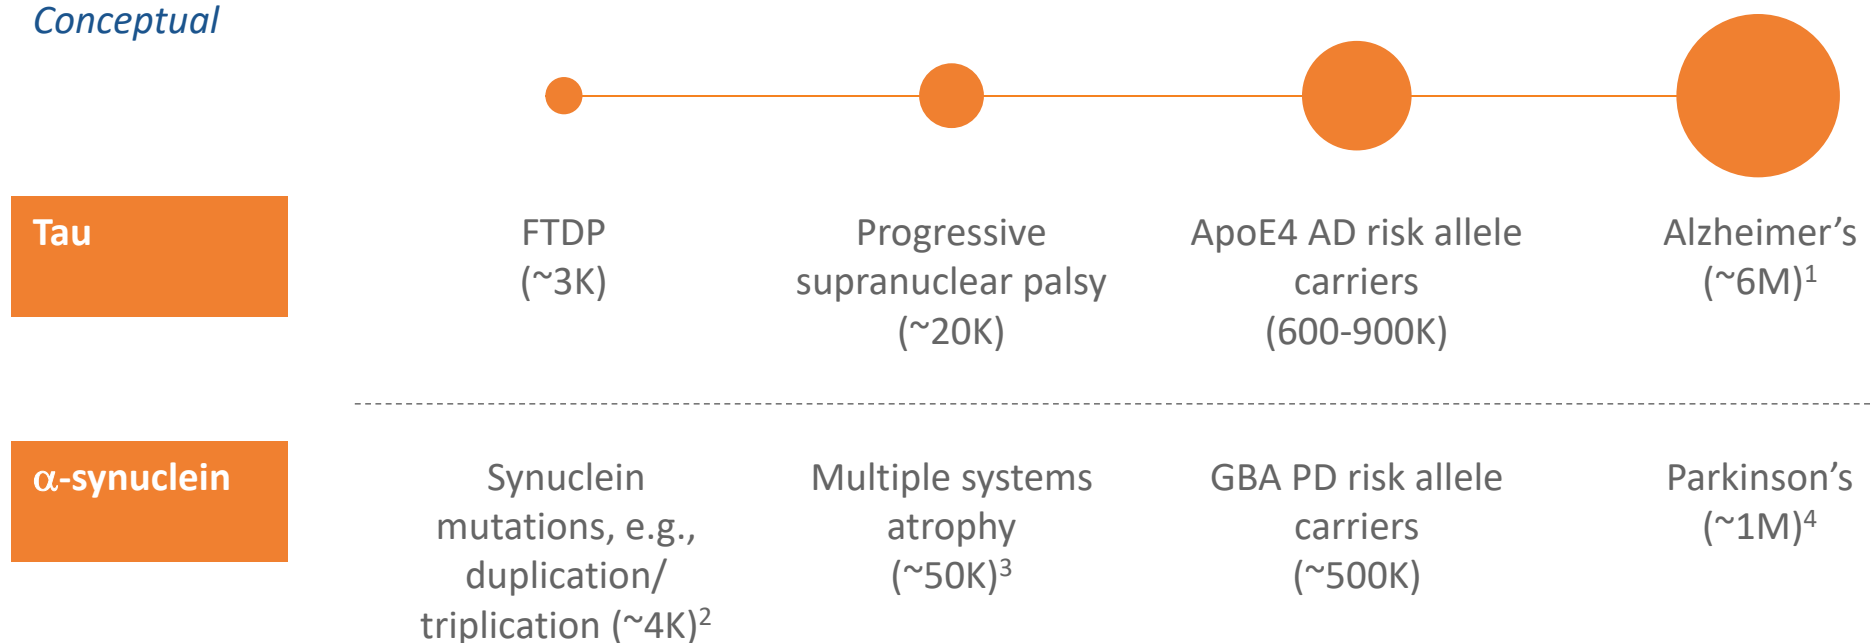 Conceptual
Tau
FTDP
(~3K)
Progressive
supranuclear palsy
(~20K)
ApoE4 AD risk allele
carriers
(600-900K)
Alzheimer’s
(~6M)1
α-synuclein
Synuclein
mutations, e.g.,
duplication/
triplication (~4K)2
Multiple systems
atrophy
(~50K)3
GBA PD risk allele
carriers
(~500K)
Parkinson’s
(~1M)4